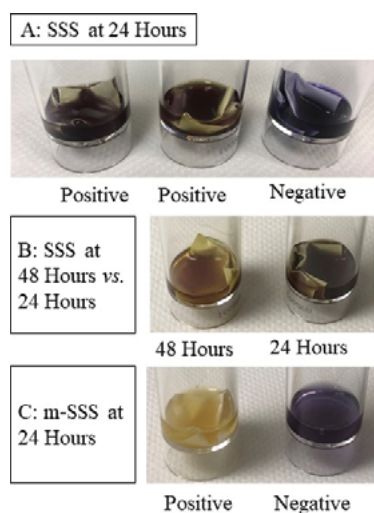 A: SSS at 24 Hours
Positive Positive Negative
B: SSS at
48 Hours vs.
24 Hours
48 Hours 24 Hours
C: m-SSS at
24 Hours
Positive Negative